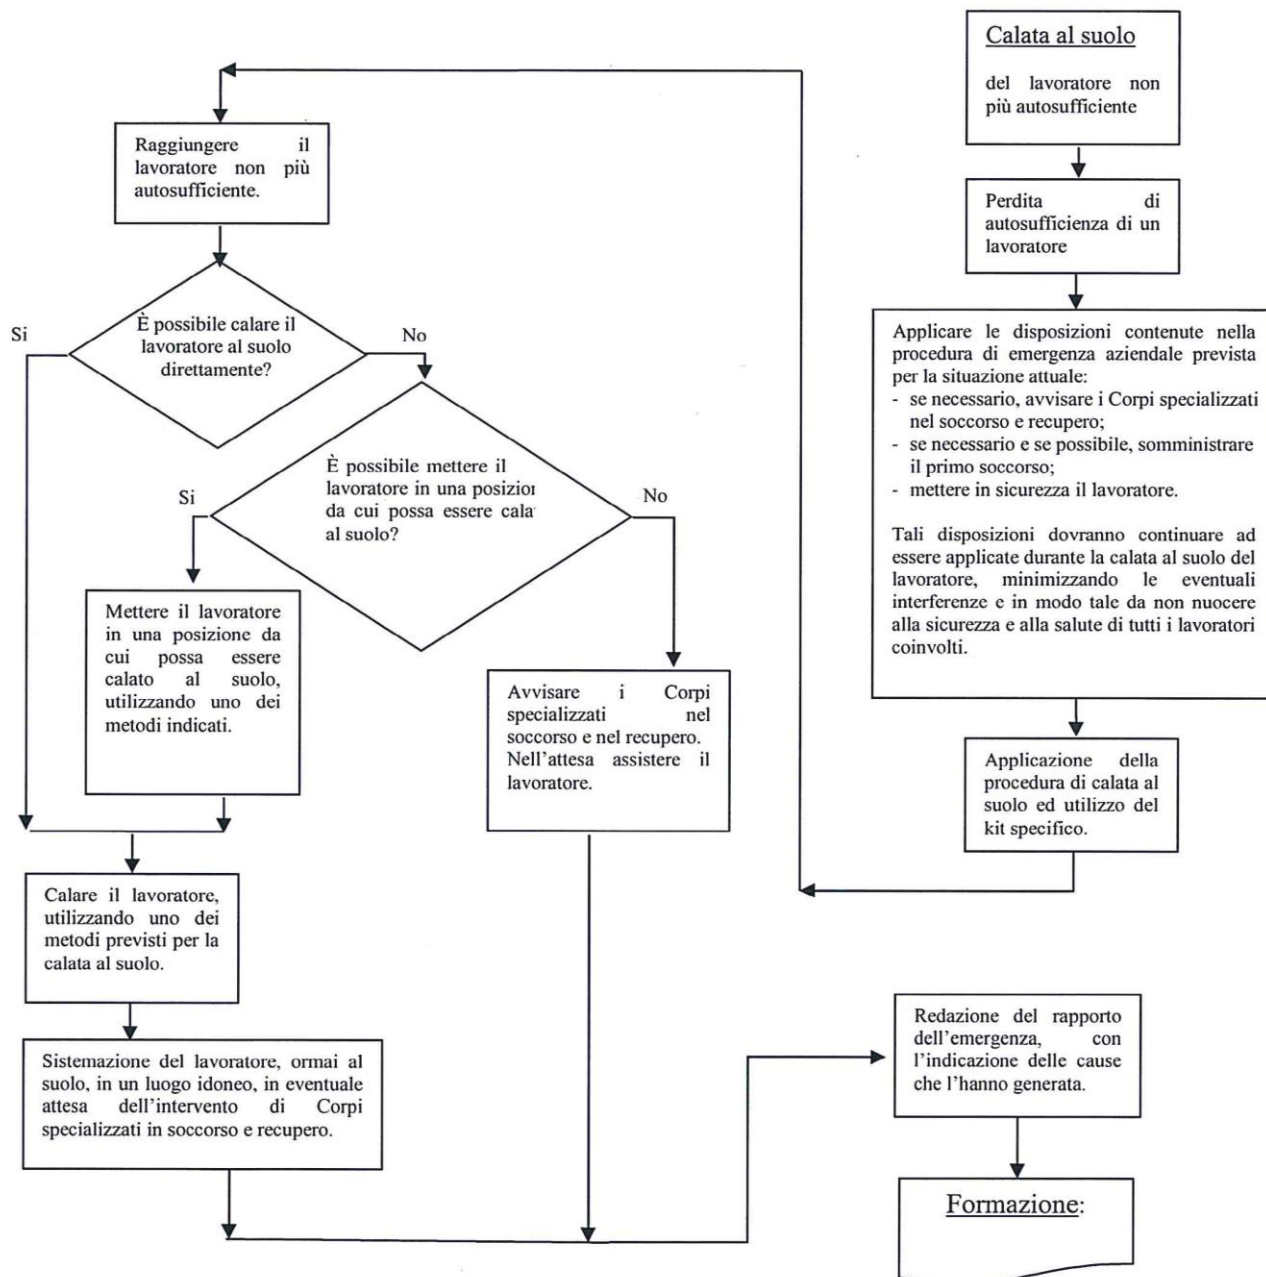 Calata al suolo
del lavoratore non
più autosufficiente
Perdita di
autosufficienza di un
lavoratore
Applicare le disposizioni contenute nella
procedura di emergenza aziendale prevista
per la situazione attuale:
- se necessario, avvisare i Corpi specializzati
nel soccorso e recupero;
- se necessario e se possibile, somministrare
il primo soccorso;
- mettere in sicurezza il lavoratore.
Tali disposizioni dovranno continuare ad
essere applicate durante la calata al suolo del
lavoratore, minimizzando le eventuali
interferenze e in modo tale da non nuocere
alla sicurezza e alla salute di tutti i lavoratori
coinvolti.
Applicazione della
procedura di calata al
suolo ed utilizzo del
kit specifico.
Raggiungere il
lavoratore non più
autosufficiente.
È possibile calare il
lavoratore al suolo
direttamente?
Si
No
È possibile mettere il
lavoratore in una posizior
da cui possa essere cala
al suolo?
Si
No
Mettere il lavoratore
in una posizione da
cui possa essere
calato al suolo,
utilizzando uno dei
metodi indicati.
Avvisare i Corpi
specializzati nel
soccorso e nel recupero.
Nell'attesa assistere il
lavoratore.
Calare il lavoratore,
utilizzando uno dei
metodi previsti per la
calata al suolo.
Sistemazione del lavoratore, ormai al
suolo, in un luogo idoneo, in eventuale
attesa dell'intervento di Corpi
specializzati in soccorso e recupero.
Redazione del rapporto
dell'emergenza, con
l'indicazione delle cause
che l'hanno generata.
Formazione: